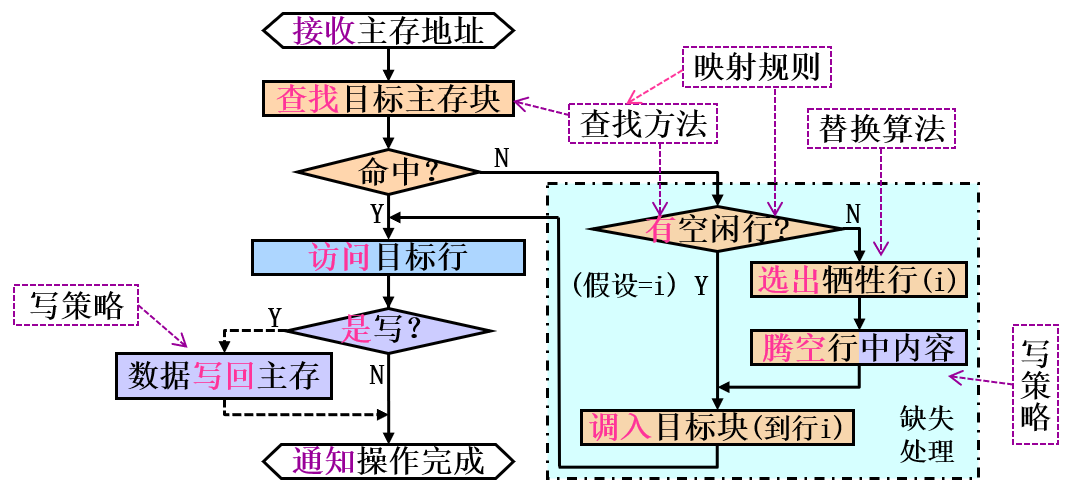 接收主存地址
查找目标主存块
映射规则
查找方法
替换算法
命中?
N
Y
有空闲行?
N
访问目标行
(假设=i) Y
选出牺牲行(i)
写策略
Y
是写?
腾空行中内容
数据写回主存
N
写策略
调入目标块(到行i)
缺失
处理
通知操作完成